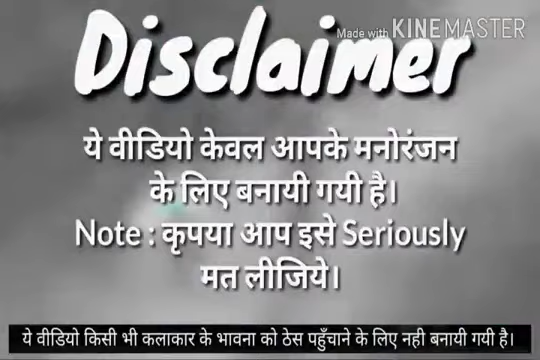 Disclaimer
Made with KINEMASTER
ये वीडियो केवल आपके मनोरंजन
के लिए बनायी गयी है।
Note : कृपया आप इसे Seriously
मत लीजिये।
ये वीडियो किसी भी कलाकार के भावना को ठेस पहुँचाने के लिए नही बनायी गयी है।